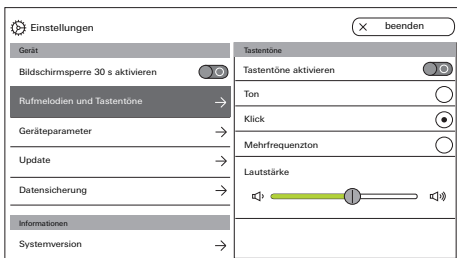 Einstellungen
beenden
Gerät
Bildschirmsperre 30 s aktivieren
Rufmelodien und Tastentöne
Geräteparameter
Update
Datensicherung
Informationen
Systemversion
Tastentöne
Tastentöne aktivieren
Ton
Klick
Mehrfrequenzton
Lautstärke